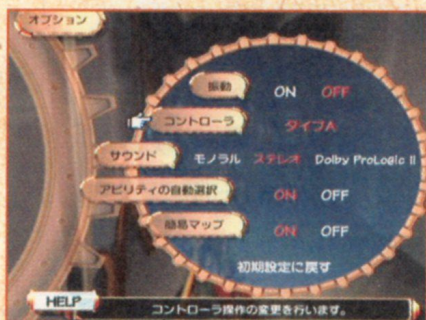 オプション
振動 ON OFF
コントローラ タイプA
サウンド モノラル ステレオ Dolby ProLogic II
アビリティの自動選択 ON OFF
簡易マップ ON OFF
初期設定に戻す
HELP コントローラ操作の変更を行います。